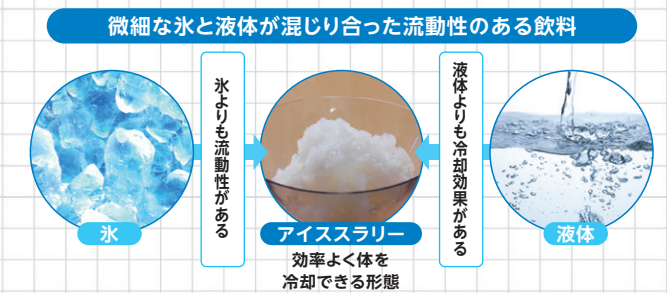 微細な氷と液体が混じり合った流動性のある飲料
氷よりも流動性がある
液体よりも冷却効果がある
氷
アイススラリー
液体
効率よく体を
冷却できる形態